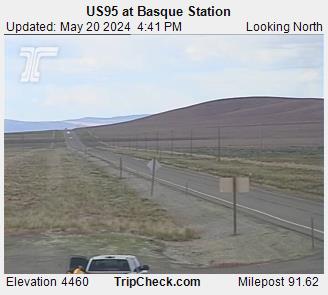 US95 at Basque Station
Updated: May 20 2024 4:41 PM Looking North
Elevation 4460 TripCheck.com Milepost 91.62